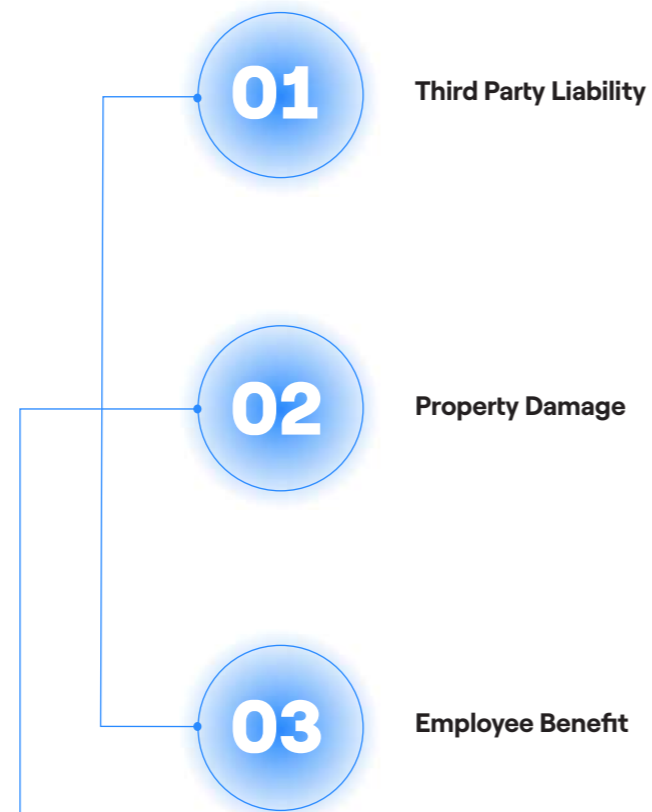 01
Third Party Liability
02
Property Damage
03
Employee Benefit